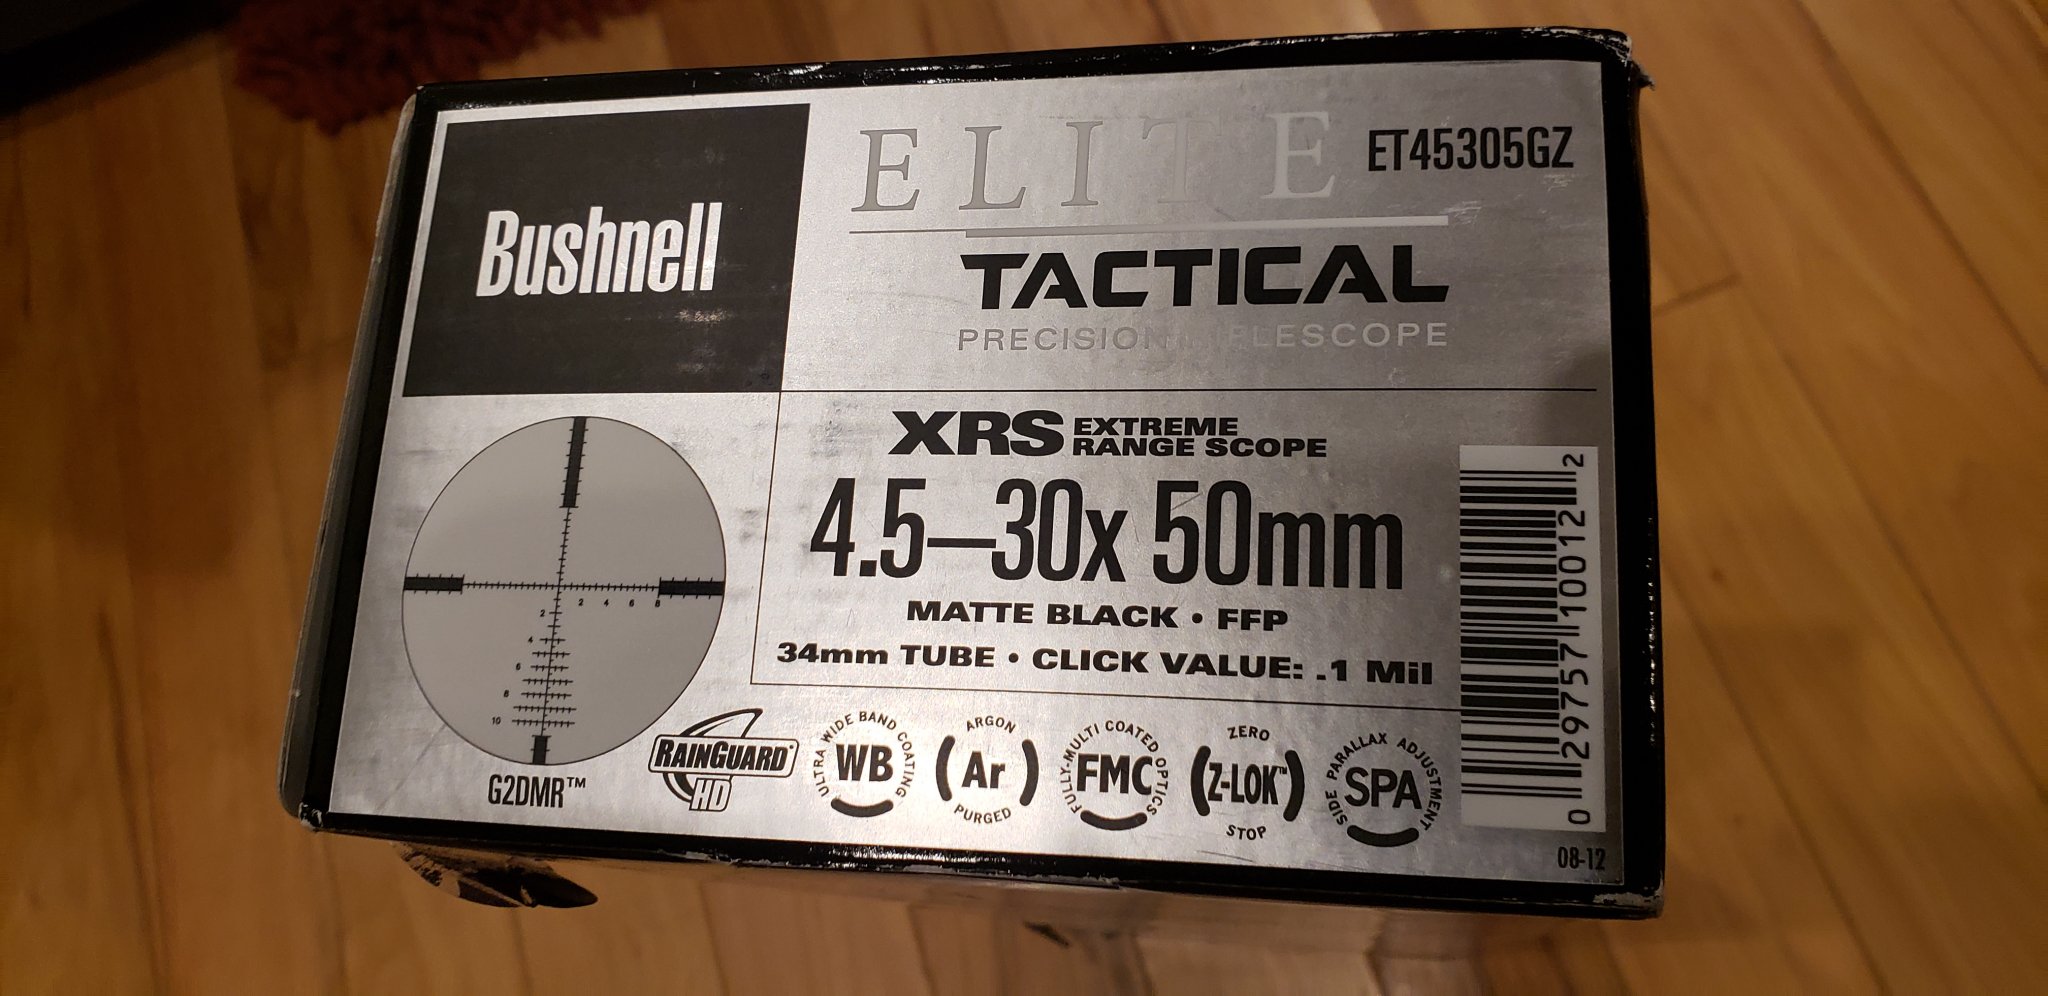 Bushnell
ELITE
ET45305GZ
TACTICAL
PRECISION RIFLESCOPE
XRS EXTREME
RANGE SCOPE
4.5–30x 50mm
MATTE BLACK • FFP
34mm TUBE • CLICK VALUE: .1 Mil
2 4 6 8
2
4
6
8
10
G2DMR™
RAINGUARD®
HD
ULTRA WIDE BAND COATING
WB
ARGON
Ar
PURGED
FULLY-MULTI COATED OPTICS
FMC
ZERO
Z-LOK™
STOP
SIDE PARALLAX ADJUSTMENT
SPA
0 29757 10012 2
08-12